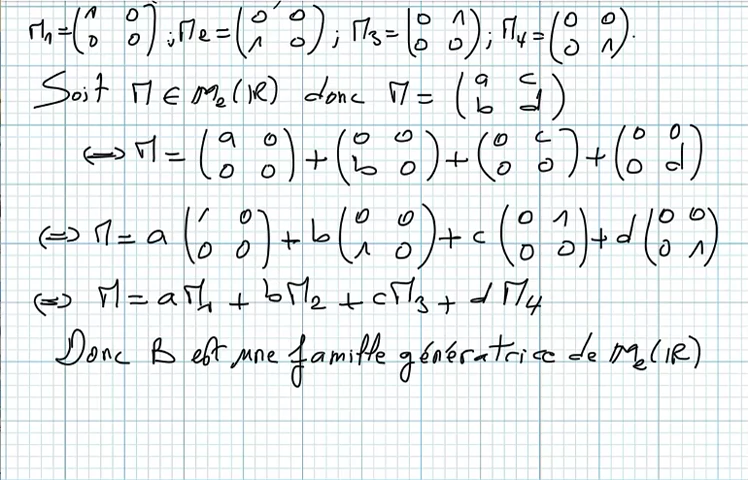 M₁ = (1 0 ; 0 0) ; M₂ = (0 0 ; 1 0) ; M₃ = (0 1 ; 0 0) ; M₄ = (0 0 ; 0 1).
Soit M ∈ M₂(ℝ) donc M = (a c ; b d)
⟺ M = (a 0 ; 0 0) + (0 0 ; b 0) + (0 c ; 0 0) + (0 0 ; 0 d)
⟺ M = a (1 0 ; 0 0) + b (0 0 ; 1 0) + c (0 1 ; 0 0) + d (0 0 ; 0 1)
⟺ M = aM₁ + bM₂ + cM₃ + dM₄
Donc B est une famille génératrice de M₂(ℝ)